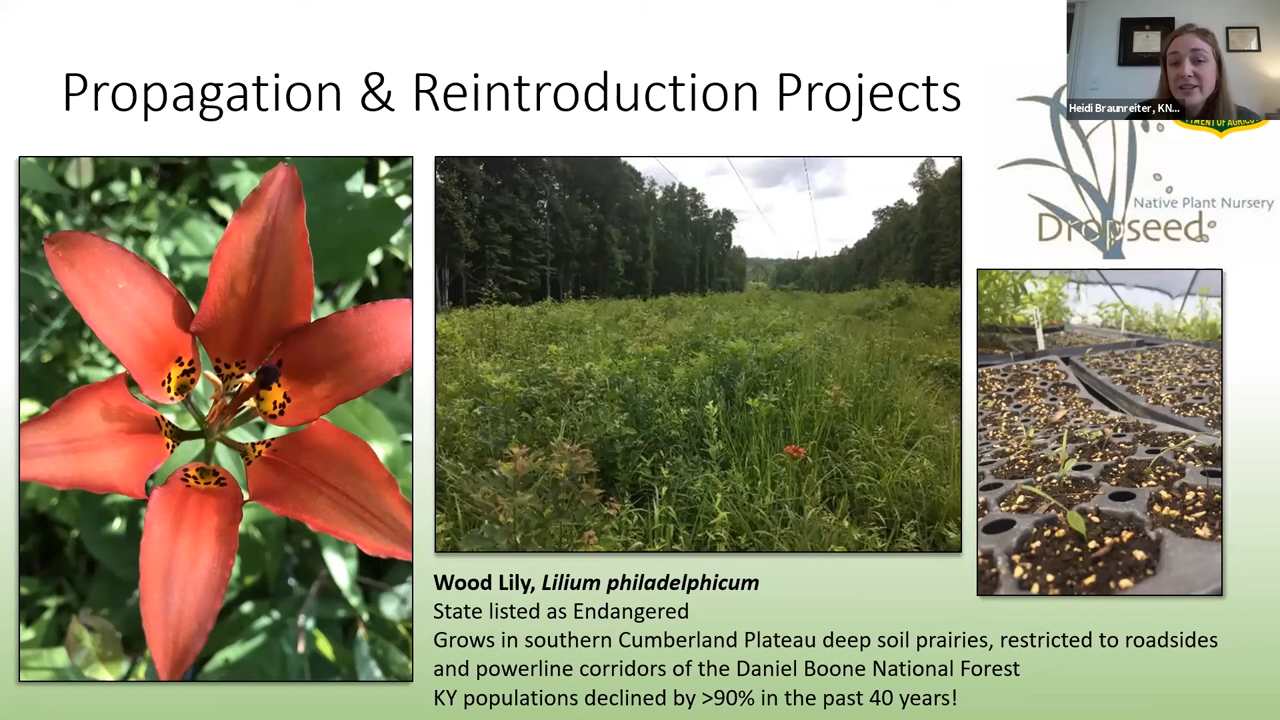 Propagation & Reintroduction Projects
Heidi Braunreiter, KN...
Native Plant Nursery
Dropseed
Wood Lily, Lilium philadelphicum
State listed as Endangered
Grows in southern Cumberland Plateau deep soil prairies, restricted to roadsides
and powerline corridors of the Daniel Boone National Forest
KY populations declined by >90% in the past 40 years!